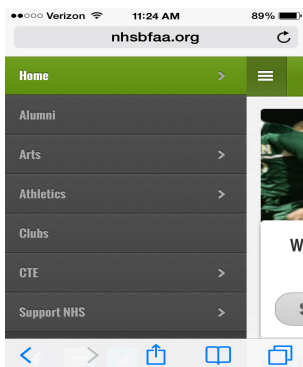 Verizon 11:24 AM 89%
nhsbfaa.org
Home
Alumni
Arts
Athletics
Clubs
CTE
Support NHS
W
S